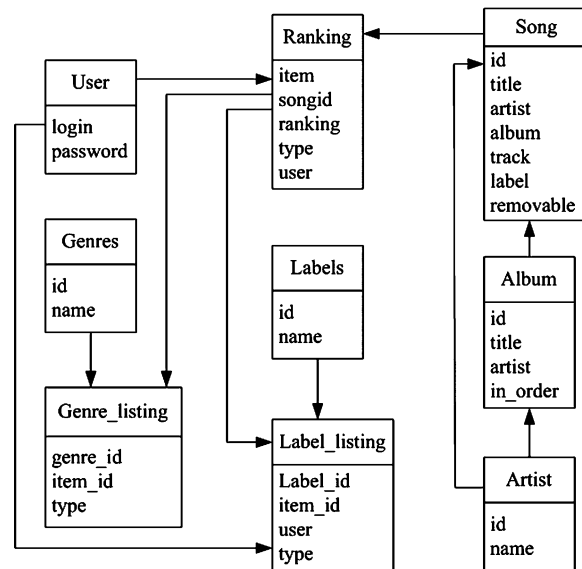 Ranking
item
songid
ranking
type
user
Song
id
title
artist
album
track
label
removable
User
login
password
Genres
id
name
Labels
id
name
Album
id
title
artist
in_order
Genre_listing
genre_id
item_id
type
Label_listing
Label_id
item_id
user
type
Artist
id
name